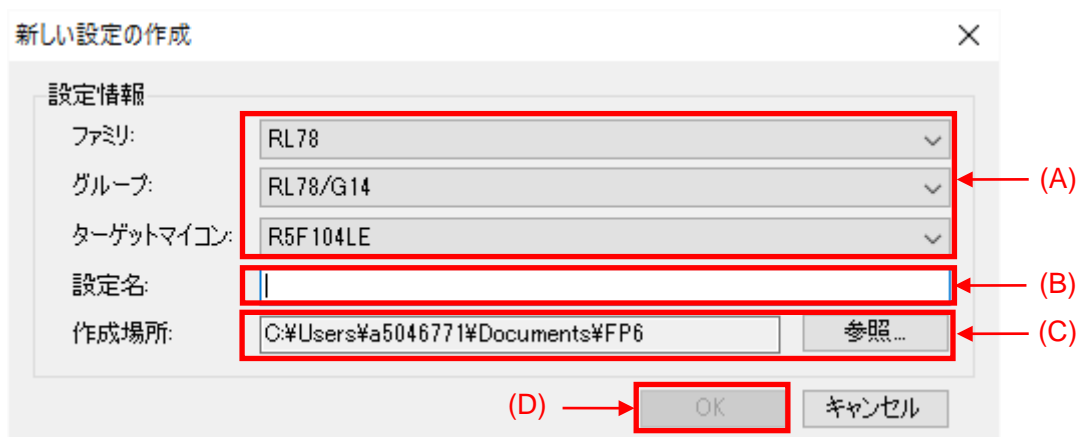 新しい設定の作成
設定情報
ファミリ: RL78
グループ: RL78/G14
(A)
ターゲットマイコン: R5F104LE
設定名:
(B)
作成場所: C:¥Users¥a5046771¥Documents¥FP6 参照...
(C)
(D) OK キャンセル